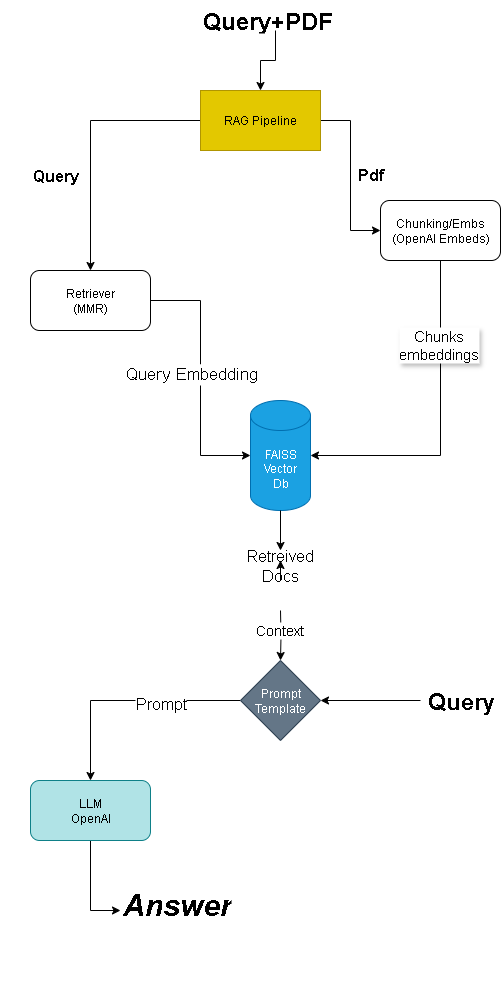 Query+PDF
RAG Pipeline
Query
Pdf
Chunking/Embs
(OpenAI Embeds)
Retriever
(MMR)
Chunks
embeddings
Query Embedding
FAISS
Vector
Db
Retreived
Docs
Context
Prompt
Template
Query
Prompt
LLM
OpenAI
Answer